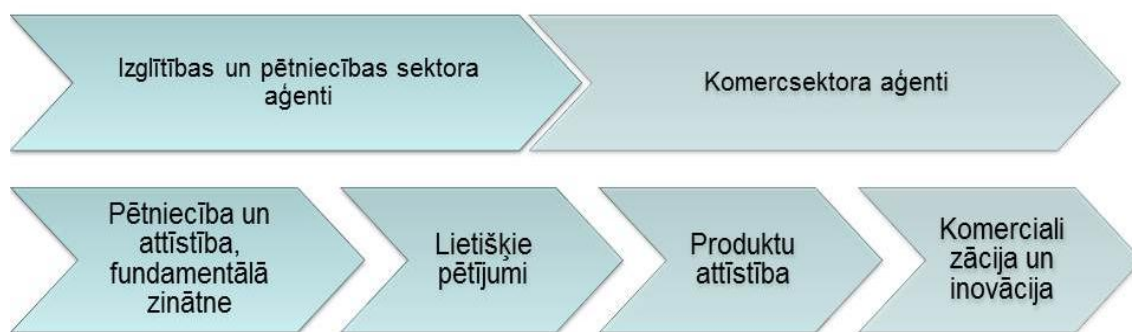 Izglītības un pētniecības sektora
aģenti
Komercsektora aģenti
Pētniecība un
attīstība,
fundamentālā
zinātne
Lietišķie
pētījumi
Produktu
attīstība
Komerciali
zācija un
inovācija